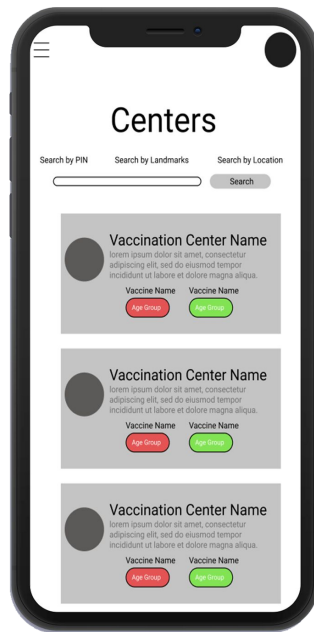 Centers
Search by PIN Search by Landmarks Search by Location
Search
Vaccination Center Name
lorem ipsum dolor sit amet, consectetur
adipiscing elit, sed do eiusmod tempor
incididunt ut labore et dolore magna aliqua.
Vaccine Name Vaccine Name
Age Group Age Group
Vaccination Center Name
lorem ipsum dolor sit amet, consectetur
adipiscing elit, sed do eiusmod tempor
incididunt ut labore et dolore magna aliqua.
Vaccine Name Vaccine Name
Age Group Age Group
Vaccination Center Name
lorem ipsum dolor sit amet, consectetur
adipiscing elit, sed do eiusmod tempor
incididunt ut labore et dolore magna aliqua.
Vaccine Name Vaccine Name
Age Group Age Group